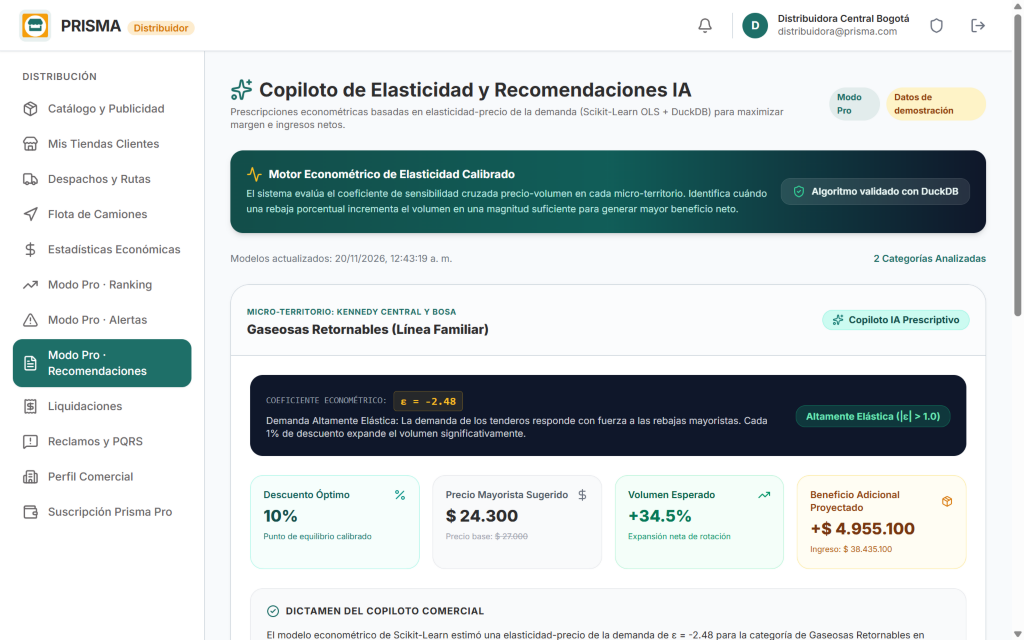 PRISMA Distribuidor
D
Distribuidora Central Bogotá
distribuidora@prisma.com
DISTRIBUCIÓN
Catálogo y Publicidad
Mis Tiendas Clientes
Despachos y Rutas
Flota de Camiones
Estadísticas Económicas
Modo Pro · Ranking
Modo Pro · Alertas
Modo Pro ·
Recomendaciones
Liquidaciones
Reclamos y PQRS
Perfil Comercial
Suscripción Prisma Pro
Copiloto de Elasticidad y Recomendaciones IA
Prescripciones econométricas basadas en elasticidad-precio de la demanda (Scikit-Learn OLS + DuckDB) para maximizar
margen e ingresos netos.
Modo
Pro
Datos de
demostración
Motor Econométrico de Elasticidad Calibrado
El sistema evalúa el coeficiente de sensibilidad cruzada precio-volumen en cada micro-territorio. Identifica cuándo
una rebaja porcentual incrementa el volumen en una magnitud suficiente para generar mayor beneficio neto.
Algoritmo validado con DuckDB
Modelos actualizados: 20/11/2026, 12:43:19 a. m.
2 Categorías Analizadas
MICRO-TERRITORIO: KENNEDY CENTRAL Y BOSA
Gaseosas Retornables (Línea Familiar)
Copiloto IA Prescriptivo
COEFICIENTE ECONOMÉTRICO: ε = -2.48
Demanda Altamente Elástica: La demanda de los tenderos responde con fuerza a las rebajas mayoristas. Cada
1% de descuento expande el volumen significativamente.
Altamente Elástica (|ε| > 1.0)
Descuento Óptimo
10%
Punto de equilibrio calibrado
Precio Mayorista Sugerido
$ 24.300
Precio base: $ 27.000
Volumen Esperado
+34.5%
Expansión neta de rotación
Beneficio Adicional
Proyectado
+$ 4.955.100
Ingreso: $ 38.435.100
DICTAMEN DEL COPILOTO COMERCIAL
El modelo econométrico de Scikit-Learn estimó una elasticidad-precio de la demanda de ε = -2.48 para la categoría de Gaseosas Retornables en